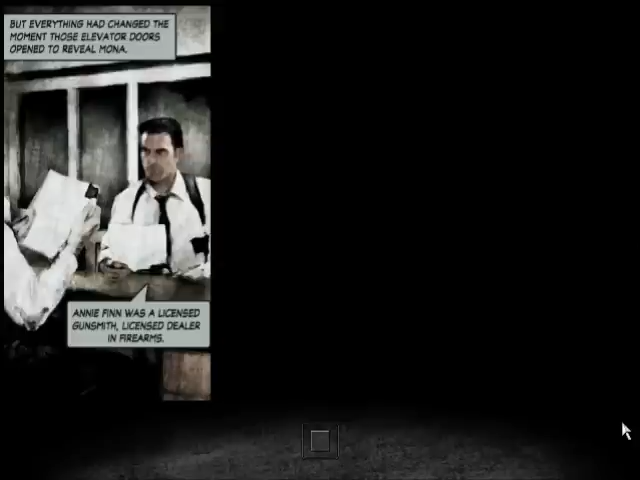 BUT EVERYTHING HAD CHANGED THE
MOMENT THOSE ELEVATOR DOORS
OPENED TO REVEAL MONA.
ANNIE FINN WAS A LICENSED
GUNSMITH, LICENSED DEALER
IN FIREARMS.